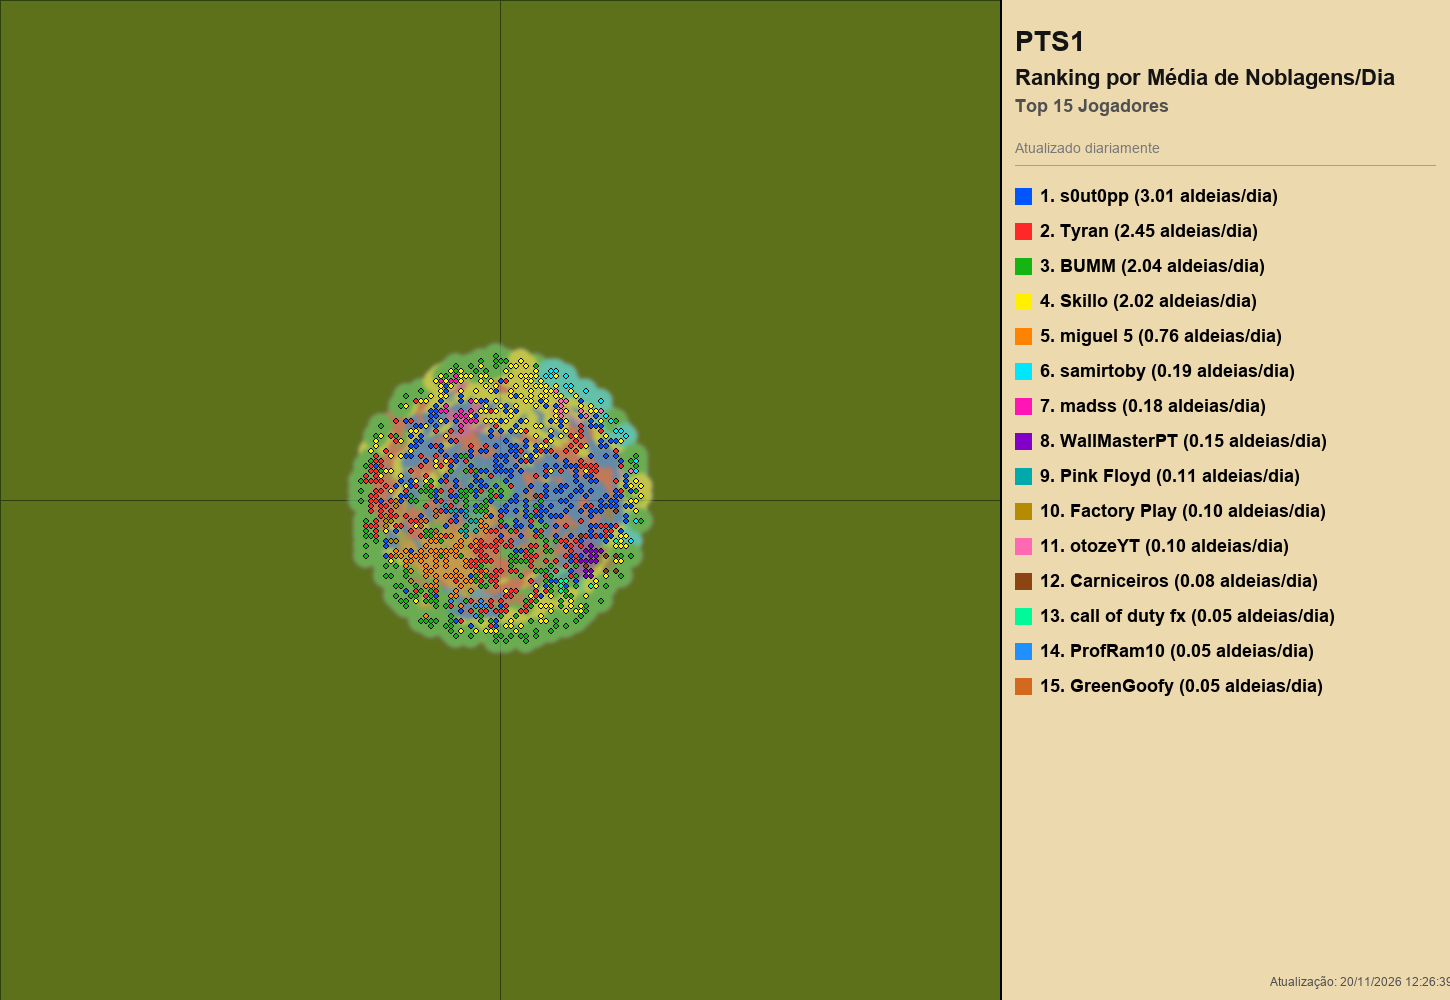 PTS1
Ranking por Média de Noblagens/Dia
Top 15 Jogadores
Atualizado diariamente
1. s0ut0pp (3.01 aldeias/dia)
2. Tyran (2.45 aldeias/dia)
3. BUMM (2.04 aldeias/dia)
4. Skillo (2.02 aldeias/dia)
5. miguel 5 (0.76 aldeias/dia)
6. samirtoby (0.19 aldeias/dia)
7. madss (0.18 aldeias/dia)
8. WallMasterPT (0.15 aldeias/dia)
9. Pink Floyd (0.11 aldeias/dia)
10. Factory Play (0.10 aldeias/dia)
11. otozeYT (0.10 aldeias/dia)
12. Carniceiros (0.08 aldeias/dia)
13. call of duty fx (0.05 aldeias/dia)
14. ProfRam10 (0.05 aldeias/dia)
15. GreenGoofy (0.05 aldeias/dia)
Atualização: 20/11/2026 12:26:39